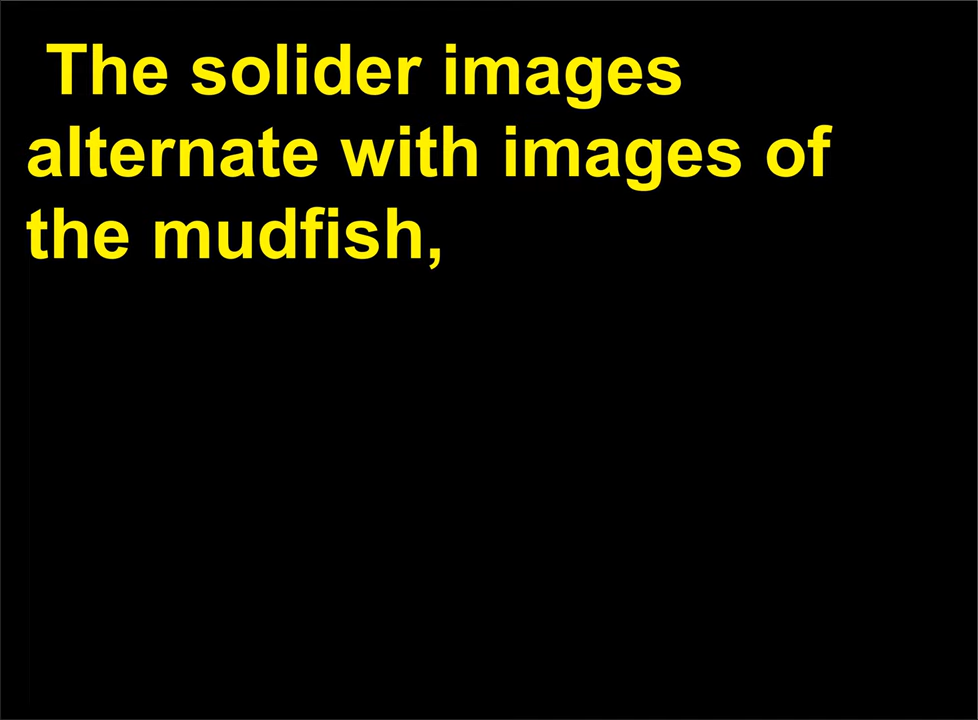 The solider images
alternate with images of
the mudfish,